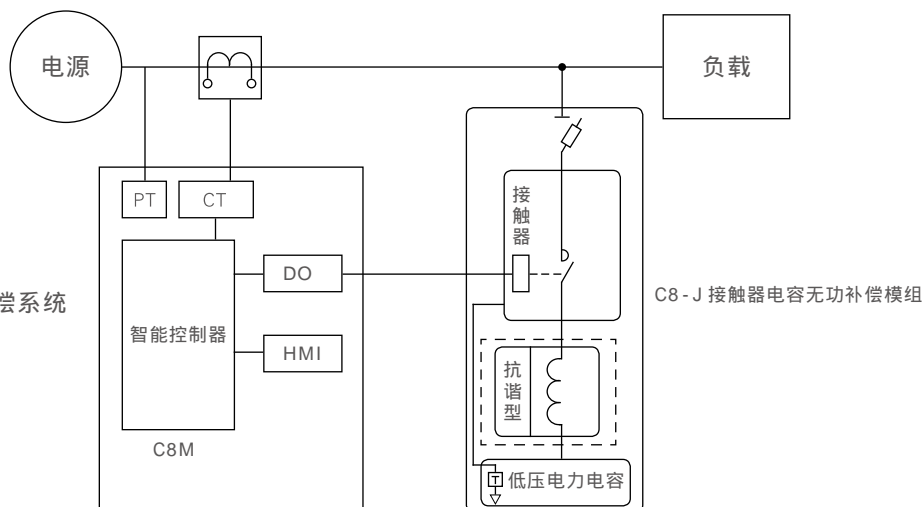 电源
负载
PT
CT
接触器
DO
偿系统
C8-J 接触器电容无功补偿模组
智能控制器
HMI
抗谐型
C8M
T
低压电力电容